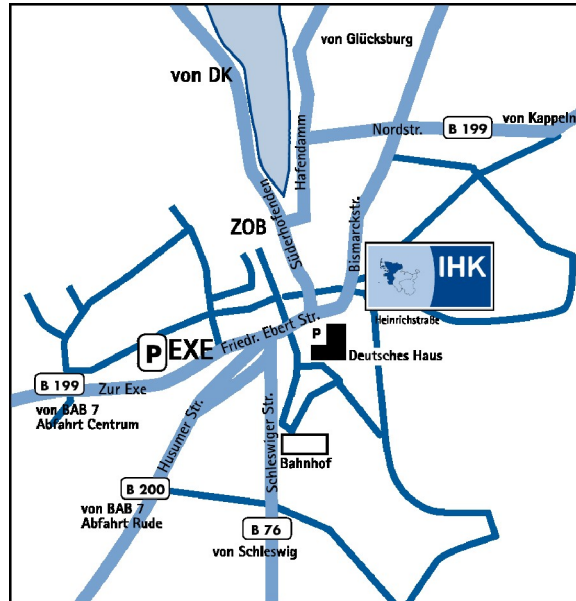 von Glücksburg
von DK
von Kappeln
B 199
Nordstr.
Hafendamm
ZOB
Süderhofenden
Bismarckstr.
IHK
Heinrichstraße
P
Deutsches Haus
Friedr. Ebert Str.
P EXE
B 199
Zur Exe
von BAB 7
Abfahrt Centrum
Husumer Str.
Schleswiger Str.
Bahnhof
B 200
von BAB 7
Abfahrt Rude
B 76
von Schleswig